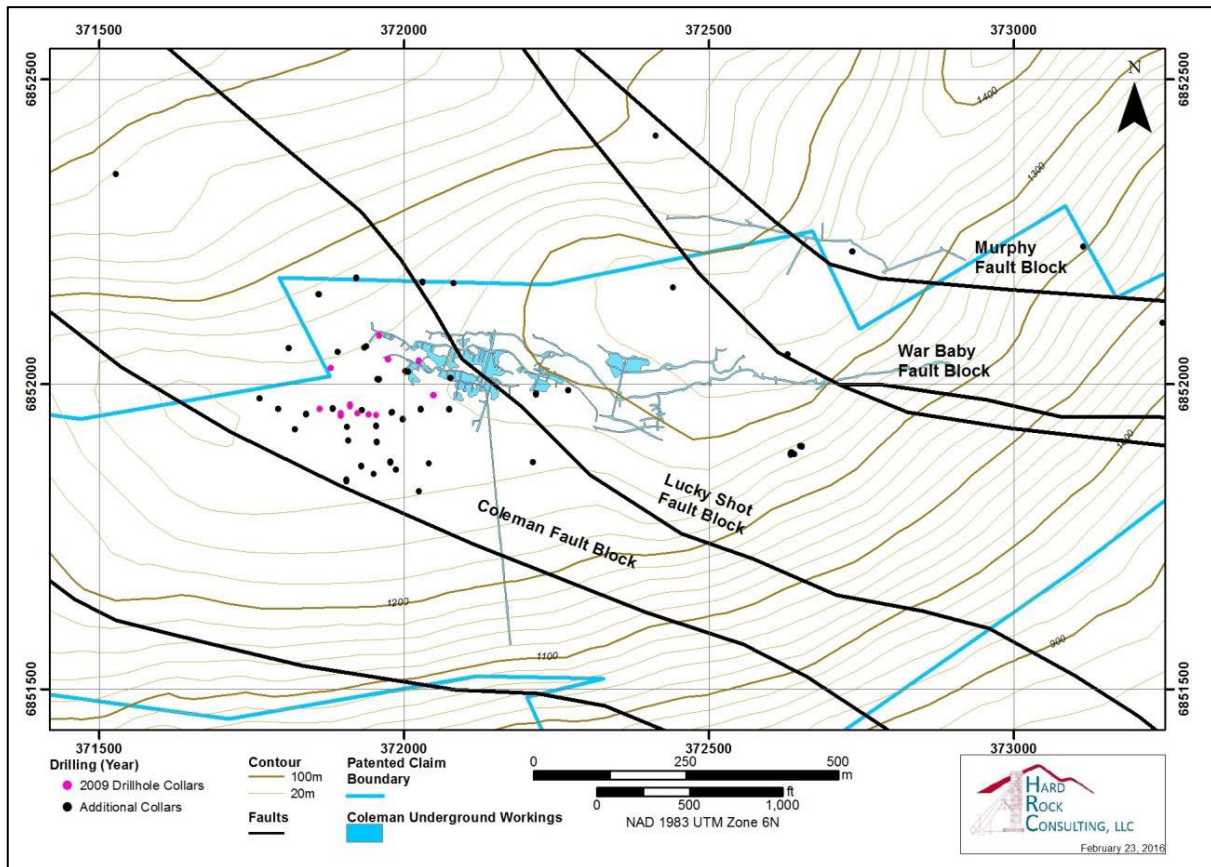 371500 372000 372500 373000
6852500 6852500
N
1400
1300
Murphy
Fault Block
War Baby
Fault Block
6852000 6852000
Lucky Shot
Fault Block
Coleman Fault Block
1200
1100
900
6851500 6851500
371500 372000 372500 373000
Drilling (Year)
2009 Drillhole Collars
Additional Collars
Contour
100m
20m
Faults
Patented Claim
Boundary
Coleman Underground Workings
0 250 500
m
0 500 1,000
ft
NAD 1983 UTM Zone 6N
HARD
ROCK
CONSULTING, LLC
February 23, 2016